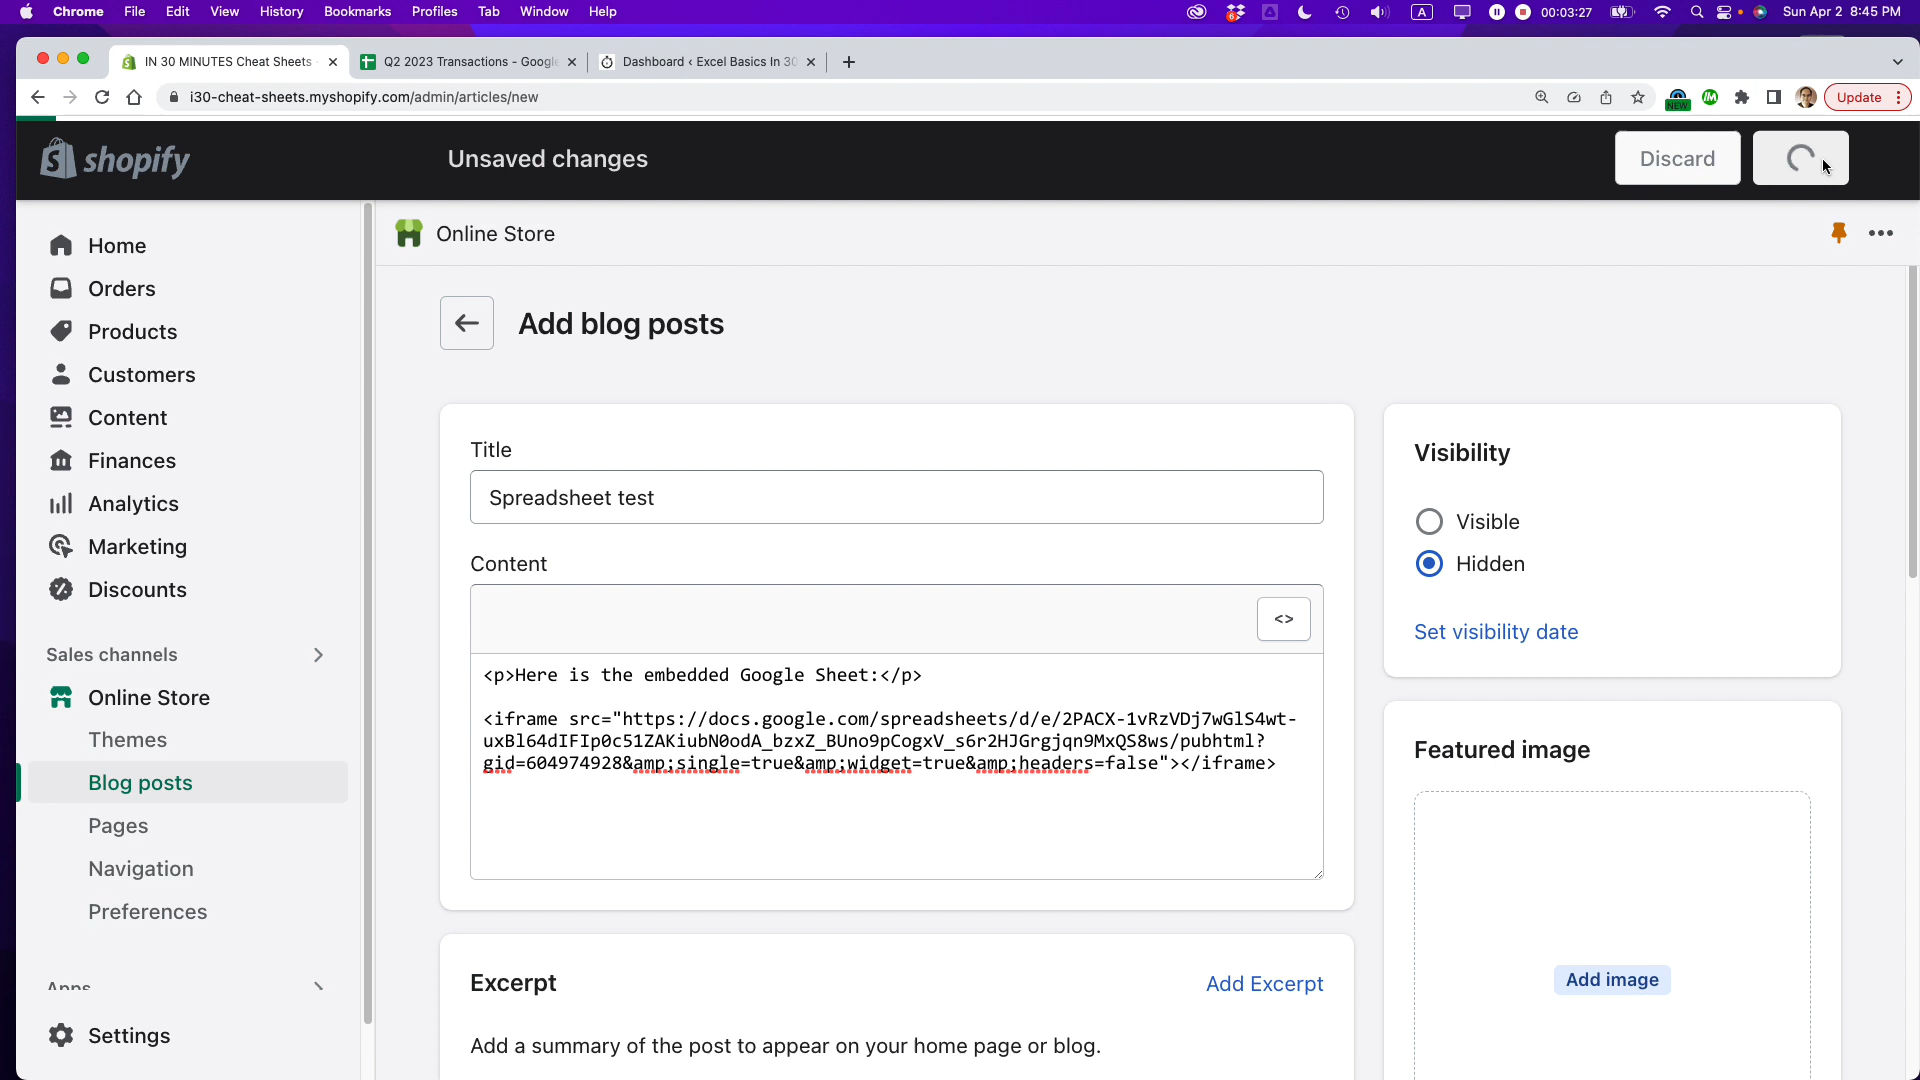 Chrome File Edit View History Bookmarks Profiles Tab Window Help
6 A 00:03:27 Sun Apr 2 8:45 PM
IN 30 MINUTES Cheat Sheets
Q2 2023 Transactions - Google
Dashboard ‹ Excel Basics In 30
i30-cheat-sheets.myshopify.com/admin/articles/new
NEW
Update
shopify
Unsaved changes
Discard
Home
Orders
Products
Customers
Content
Finances
Analytics
Marketing
Discounts
Sales channels
Online Store
Themes
Blog posts
Pages
Navigation
Preferences
Apps
Settings
Online Store
Add blog posts
Title
Spreadsheet test
Content
<>
<p>Here is the embedded Google Sheet:</p>
<iframe src="https://docs.google.com/spreadsheets/d/e/2PACX-1vRzVDj7wGlS4wt-
uxBl64dIFIp0c51ZAKiubN0odA_bzxZ_BUno9pCogxV_s6r2HJGrgjqn9MxQS8ws/pubhtml?
gid=604974928&amp;single=true&amp;widget=true&amp;headers=false"></iframe>
Excerpt
Add Excerpt
Add a summary of the post to appear on your home page or blog.
Visibility
Visible
Hidden
Set visibility date
Featured image
Add image